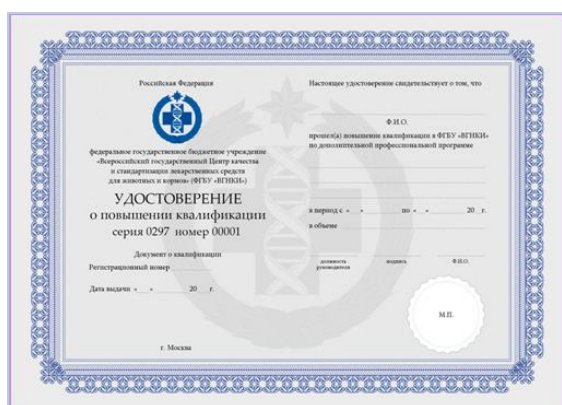 Российская Федерация
федеральное государственное бюджетное учреждение
«Всероссийский государственный Центр качества
и стандартизации лекарственных средств
для животных и кормов» (ФГБУ «ВГНКИ»)
УДОСТОВЕРЕНИЕ
о повышении квалификации
серия 0297 номер 00001
Документ о квалификации
Регистрационный номер
Дата выдачи « » 20 г.
г. Москва
Настоящее удостоверение свидетельствует о том, что
Ф.И.О.
прошел(а) повышение квалификации в ФГБУ «ВГНКИ»
по дополнительной профессиональной программе
в период с « » по « » 20 г.
в объеме
должность руководителя подпись Ф.И.О.
М.П.